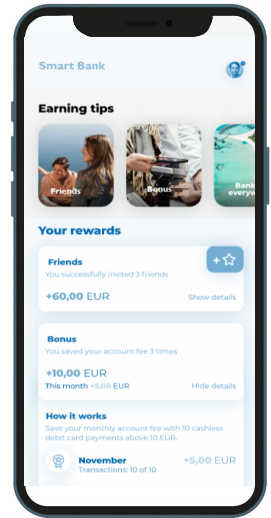 Smart Bank
Earning tips
Friends
Bonus
Bank
everyw
Your rewards
Friends
You successfully invited 3 friends
+
+60,00 EUR
Show details
Bonus
You saved your account fee 3 times
+10,00 EUR
This month +5,00 EUR
Hide details
How it works
Save your monthly account fee with 10 cashless
debit card payments above 10 EUR.
November
+5,00 EUR
Transactions: 10 of 10